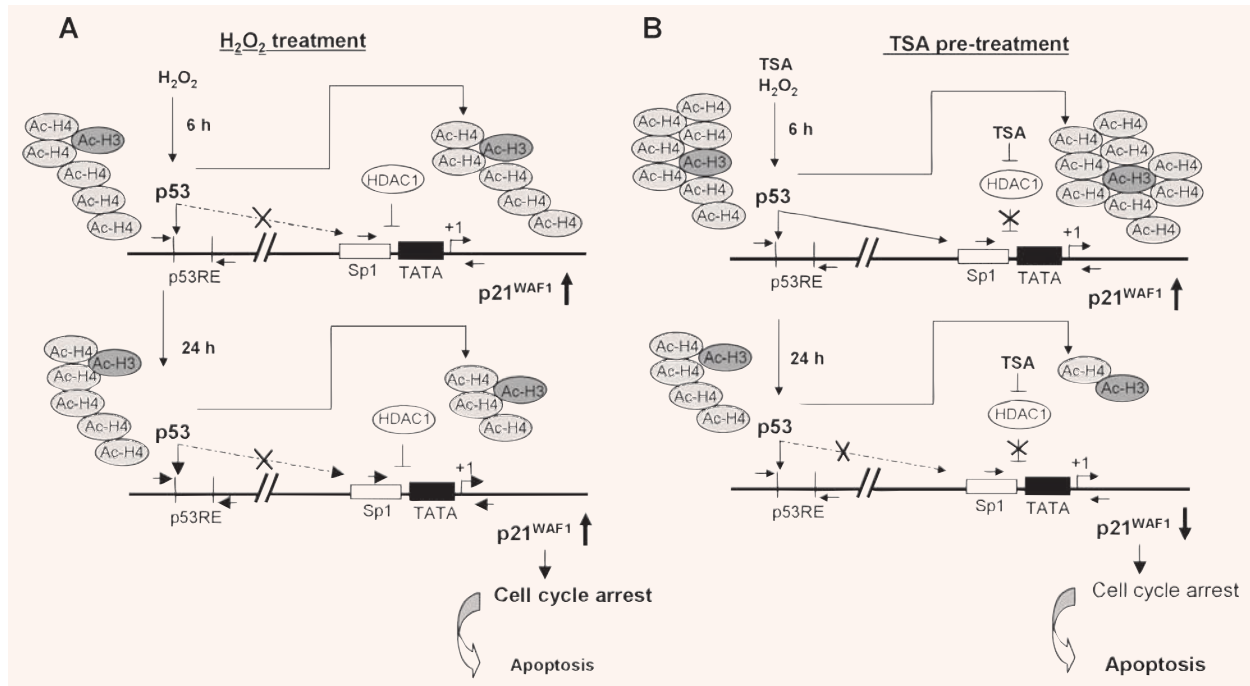 A
H2O2 treatment
H2O2
6 h
Ac-H4
Ac-H3
Ac-H4
Ac-H4
Ac-H4
Ac-H4
Ac-H4
Ac-H3
Ac-H4
Ac-H4
Ac-H4
Ac-H4
HDAC1
p53
+1
p53RE
Sp1
TATA
p21WAF1
24 h
Ac-H4
Ac-H3
Ac-H4
Ac-H4
Ac-H4
Ac-H4
Ac-H4
Ac-H3
Ac-H4
Ac-H4
HDAC1
p53
+1
p53RE
Sp1
TATA
p21WAF1
Cell cycle arrest
Apoptosis
B
TSA pre-treatment
TSA
H2O2
6 h
Ac-H4
Ac-H4
Ac-H4
Ac-H4
Ac-H3
Ac-H4
Ac-H4
Ac-H4
TSA
HDAC1
Ac-H4
Ac-H4
Ac-H4
Ac-H4
Ac-H4
Ac-H3
Ac-H4
Ac-H4
Ac-H4
Ac-H4
p53
+1
p53RE
Sp1
TATA
p21WAF1
24 h
Ac-H4
Ac-H3
Ac-H4
Ac-H4
Ac-H4
TSA
HDAC1
Ac-H4
Ac-H3
p53
+1
p53RE
Sp1
TATA
p21WAF1
Cell cycle arrest
Apoptosis